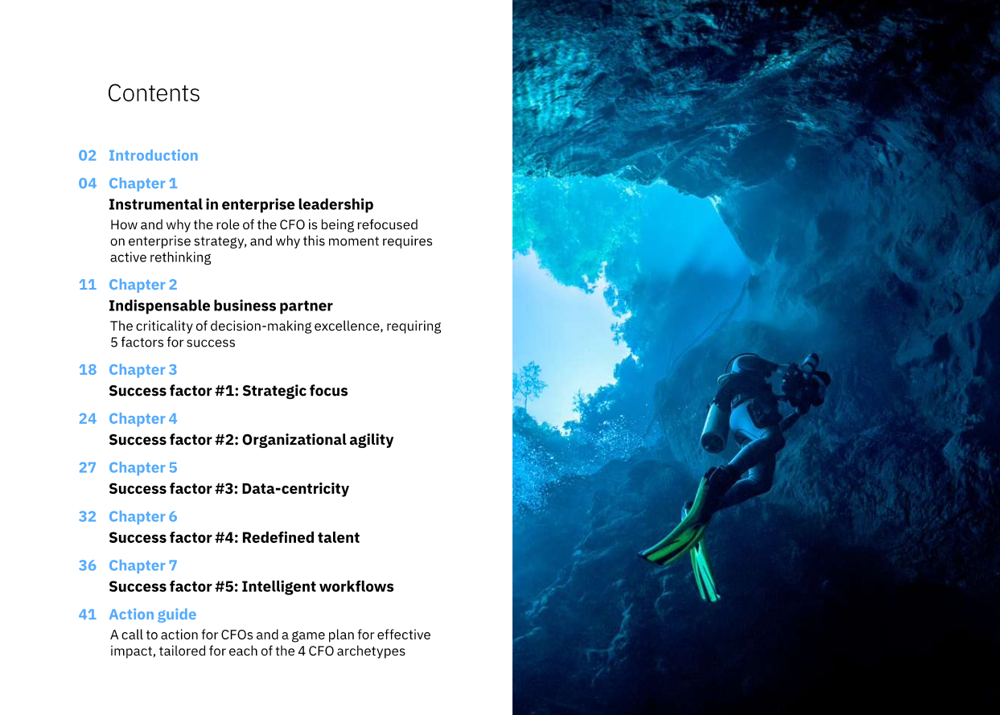 Contents
02 Introduction
04 Chapter 1
Instrumental in enterprise leadership
How and why the role of the CFO is being refocused
on enterprise strategy, and why this moment requires
active rethinking
11 Chapter 2
Indispensable business partner
The criticality of decision-making excellence, requiring
5 factors for success
18 Chapter 3
Success factor #1: Strategic focus
24 Chapter 4
Success factor #2: Organizational agility
27 Chapter 5
Success factor #3: Data-centricity
32 Chapter 6
Success factor #4: Redefined talent
36 Chapter 7
Success factor #5: Intelligent workflows
41 Action guide
A call to action for CFOs and a game plan for effective
impact, tailored for each of the 4 CFO archetypes